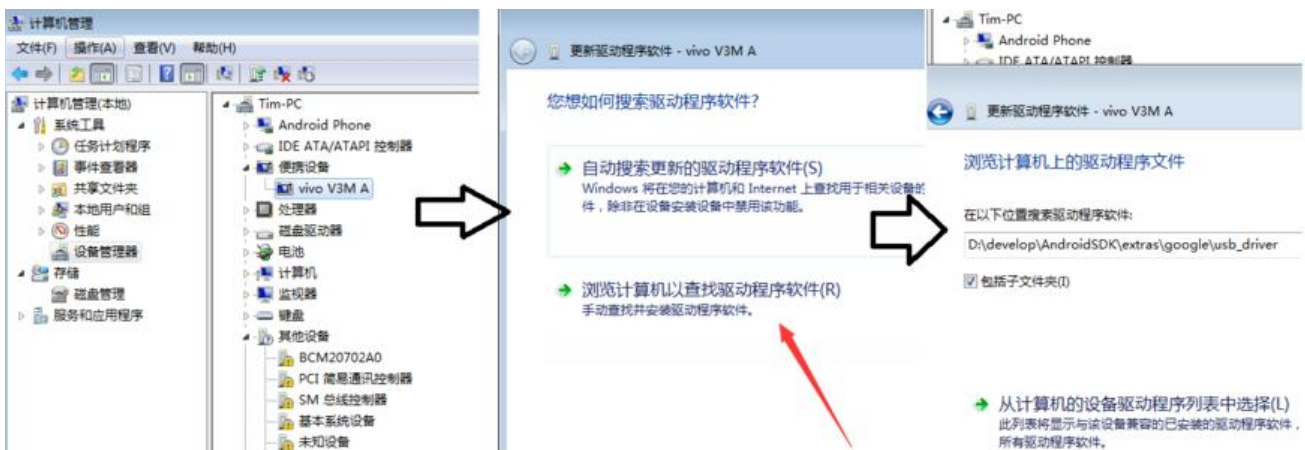 计算机管理
文件(F) 操作(A) 查看(V) 帮助(H)
计算机管理(本地)
系统工具
任务计划程序
事件查看器
共享文件夹
本地用户和组
性能
设备管理器
存储
磁盘管理
服务和应用程序
Tim-PC
Android Phone
IDE ATA/ATAPI 控制器
便携设备
vivo V3M A
处理器
磁盘驱动器
电池
计算机
监视器
键盘
其他设备
BCM20702A0
PCI 简易通讯控制器
SM 总线控制器
基本系统设备
未知设备
更新驱动程序软件 - vivo V3M A
您想如何搜索驱动程序软件?
自动搜索更新的驱动程序软件(S)
Windows 将在您的计算机和 Internet 上查找用于相关设备的
件，除非在设备安装设备中禁用该功能。
浏览计算机以查找驱动程序软件(R)
手动查找并安装驱动程序软件。
Tim-PC
Android Phone
IDE ATA/ATAPI 控制器
更新驱动程序软件 - vivo V3M A
浏览计算机上的驱动程序文件
在以下位置搜索驱动程序软件:
D:\develop\AndroidSDK\extras\google\usb_driver
包括子文件夹(I)
从计算机的设备驱动程序列表中选择(L)
此列表将显示与该设备兼容的已安装的驱动程序软件，
所有驱动程序软件。